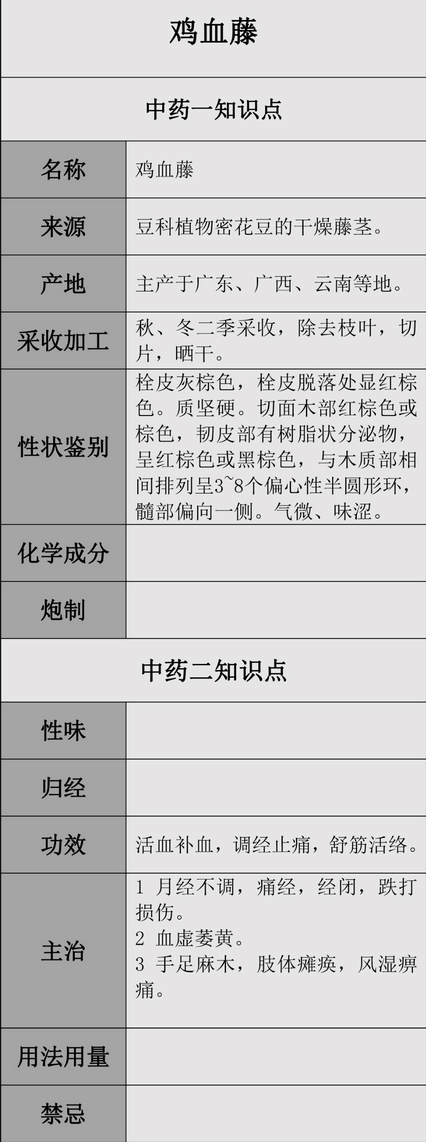 鸡血藤
中药一知识点
名称
鸡血藤
来源
豆科植物密花豆的干燥藤茎。
产地
主产于广东、广西、云南等地。
采收加工
秋、冬二季采收，除去枝叶，切
片，晒干。
性状鉴别
栓皮灰棕色，栓皮脱落处显红棕
色。质坚硬。切面木部红棕色或
棕色，韧皮部有树脂状分泌物，
呈红棕色或黑棕色，与木质部相
间排列呈3~8个偏心性半圆形环，
髓部偏向一侧。气微、味涩。
化学成分
炮制
中药二知识点
性味
归经
功效
活血补血，调经止痛，舒筋活络。
主治
1 月经不调，痛经，经闭，跌打
损伤。
2 血虚萎黄。
3 手足麻木，肢体瘫痪，风湿痹
痛。
用法用量
禁忌